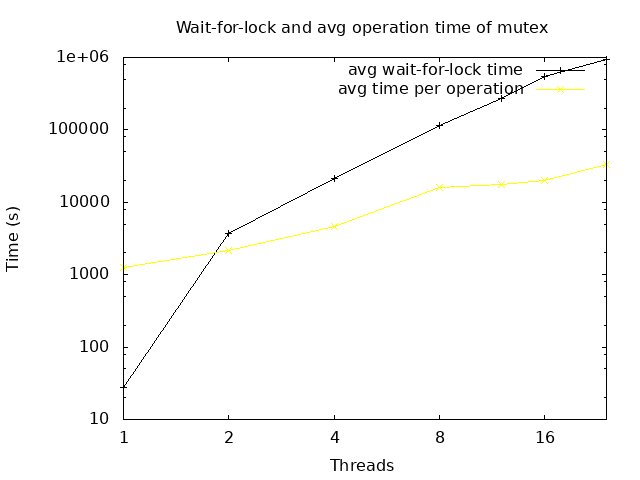 Wait-for-lock and avg operation time of mutex
1e+06
avg wait-for-lock time
avg time per operation
100000
10000
1000
100
10
Time (s)
1 2 4 8 16
Threads